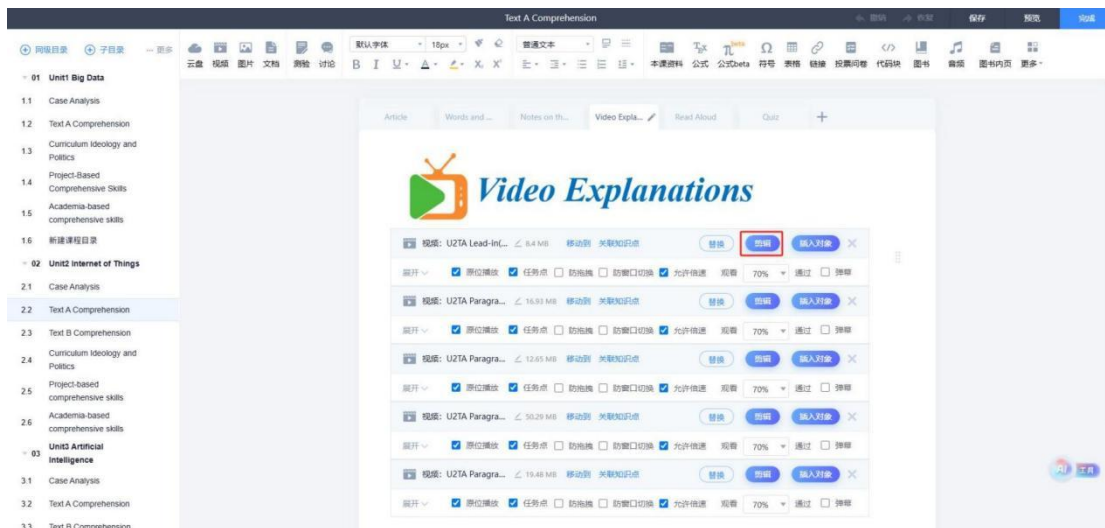 Text A Comprehension
撤销 恢复 保存 预览 完成
同级目录 子目录 更多
云盘 视频 图片 文档 测验 讨论
默认字体 18px 普通文本
B I U A X, X
本课资料 公式 公式beta 符号 表格 链接 投票问卷 代码块 图书 音频 图书内页 更多
01 Unit1 Big Data
1.1 Case Analysis
1.2 Text A Comprehension
1.3 Curriculum Ideology and
Politics
1.4 Project-Based
Comprehensive Skills
1.5 Academia-based
comprehensive skills
1.6 新建课程目录
02 Unit2 Internet of Things
2.1 Case Analysis
2.2 Text A Comprehension
2.3 Text B Comprehension
2.4 Curriculum Ideology and
Politics
2.5 Project-based
comprehensive skills
2.6 Academia-based
comprehensive skills
03 Unit3 Artificial
Intelligence
3.1 Case Analysis
3.2 Text A Comprehension
3.3 Text B Comprehension
Article Words and ... Notes on th... Video Expla... Read Aloud Quiz +
Video Explanations
视频: U2TA Lead-in(... 8.4 MB 移动到 关联知识点 替换 剪辑 插入对象
展开 原位播放 任务点 防拖拽 防窗口切换 允许倍速 观看 70% 通过 弹幕
视频: U2TA Paragra... 16.93 MB 移动到 关联知识点 替换 剪辑 插入对象
展开 原位播放 任务点 防拖拽 防窗口切换 允许倍速 观看 70% 通过 弹幕
视频: U2TA Paragra... 12.65 MB 移动到 关联知识点 替换 剪辑 插入对象
展开 原位播放 任务点 防拖拽 防窗口切换 允许倍速 观看 70% 通过 弹幕
视频: U2TA Paragra... 50.29 MB 移动到 关联知识点 替换 剪辑 插入对象
展开 原位播放 任务点 防拖拽 防窗口切换 允许倍速 观看 70% 通过 弹幕
视频: U2TA Paragra... 19.46 MB 移动到 关联知识点 替换 剪辑 插入对象
展开 原位播放 任务点 防拖拽 防窗口切换 允许倍速 观看 70% 通过 弹幕
AI 工具